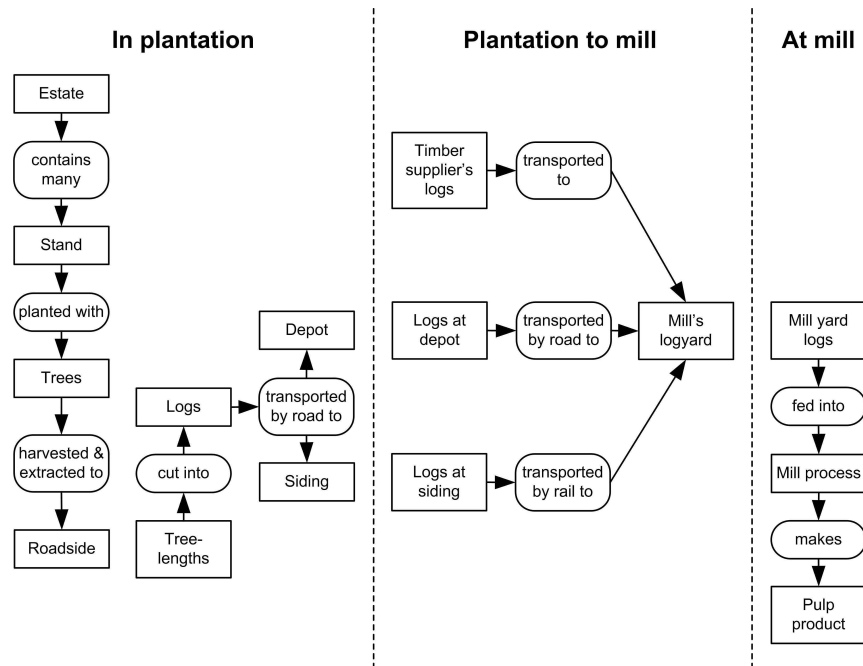 In plantation
Estate
contains
many
Stand
planted with
Trees
harvested &
extracted to
Roadside
Depot
Logs
transported
by road to
cut into
Siding
Tree-
lengths
Plantation to mill
Timber
supplier's
logs
transported
to
Logs at
depot
transported
by road to
Mill's
logyard
Logs at
siding
transported
by rail to
At mill
Mill yard
logs
fed into
Mill process
makes
Pulp
product